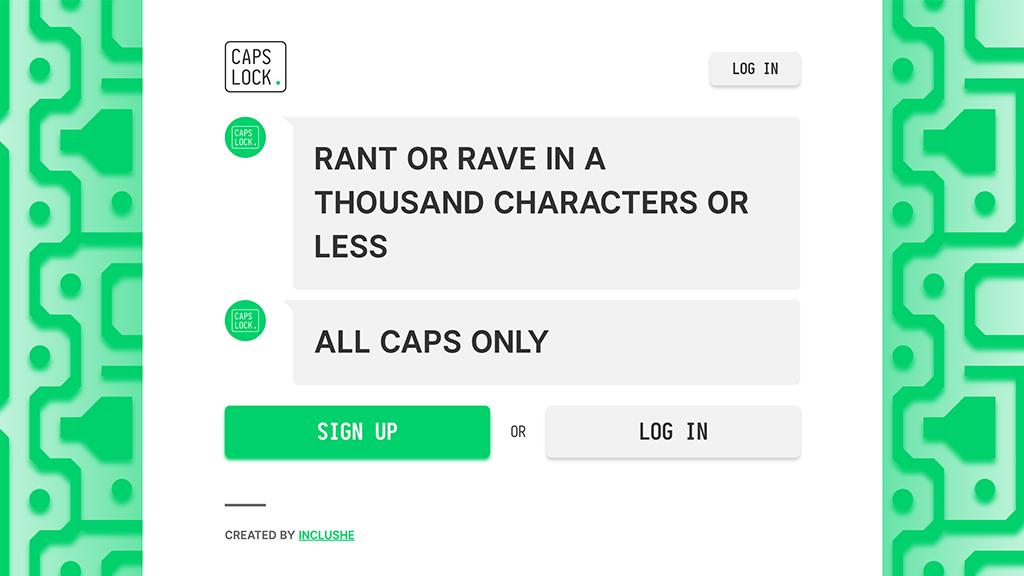 CAPS
LOCK.
LOG IN
CAPS
LOCK.
RANT OR RAVE IN A
THOUSAND CHARACTERS OR
LESS
CAPS
LOCK.
ALL CAPS ONLY
SIGN UP
OR
LOG IN
CREATED BY INCLUSHE